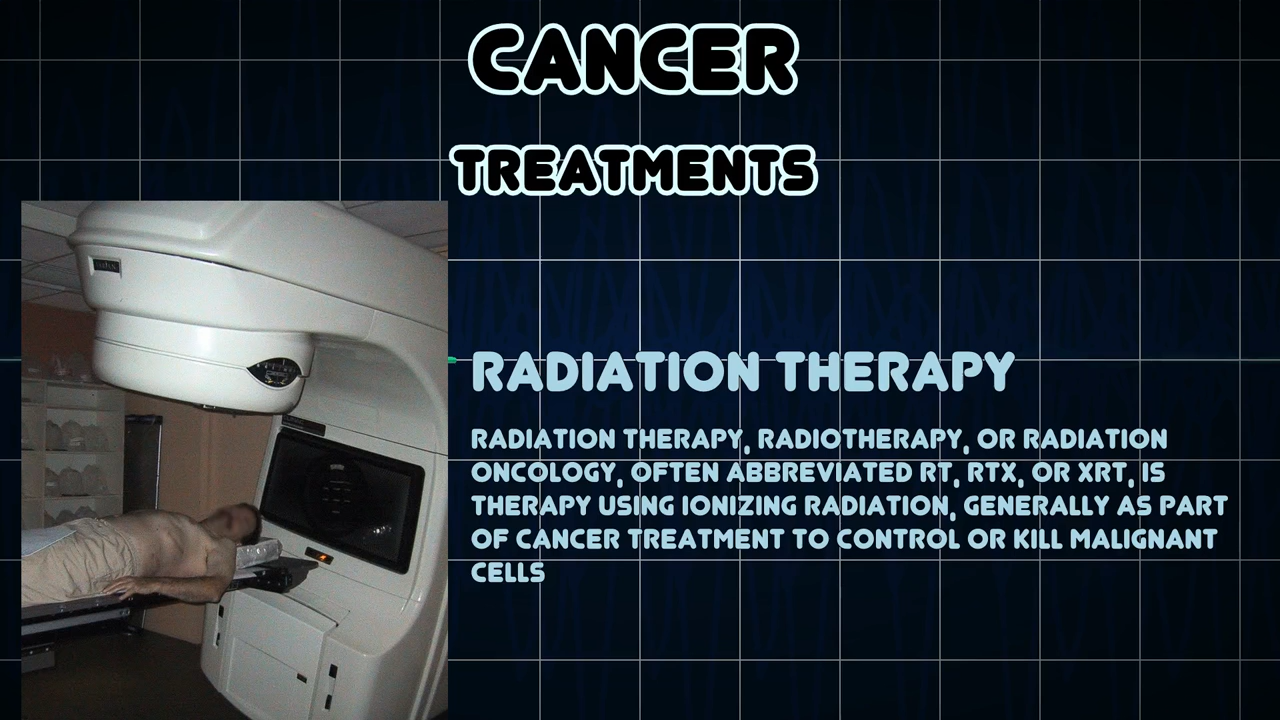 CANCER
TREATMENTS
RADIATION THERAPY
RADIATION THERAPY, RADIOTHERAPY, OR RADIATION
ONCOLOGY, OFTEN ABBREVIATED RT, RTX, OR XRT, IS
THERAPY USING IONIZING RADIATION, GENERALLY AS PART
OF CANCER TREATMENT TO CONTROL OR KILL MALIGNANT
CELLS